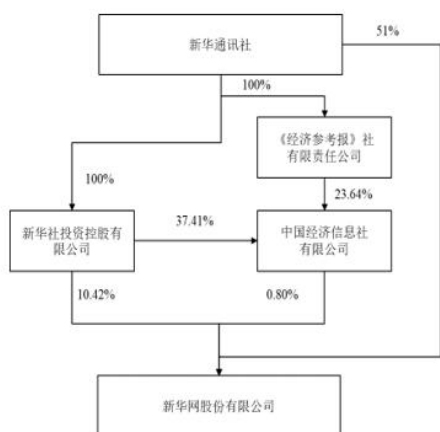 新华通讯社
51%
100%
《经济参考报》社
有限责任公司
100%
23.64%
新华社投资控股有
限公司
37.41%
中国经济信息社
有限公司
10.42%
0.80%
新华网股份有限公司